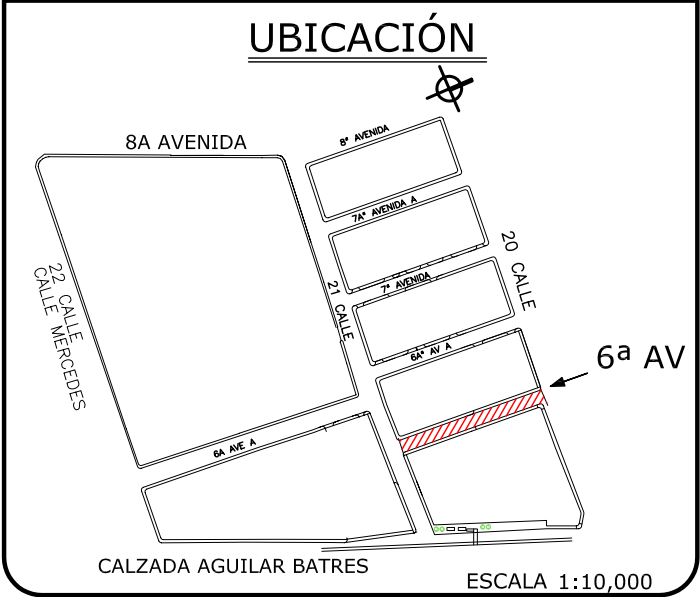 UBICACIÓN
8A AVENIDA
8ª AVENIDA
7Aª AVENIDA A
20 CALLE
22 CALLE
CALLE MERCEDES
21 CALLE
7ª AVENIDA
6Aª AV A
6ª AV
6A AVE A
CALZADA AGUILAR BATRES
ESCALA 1:10,000